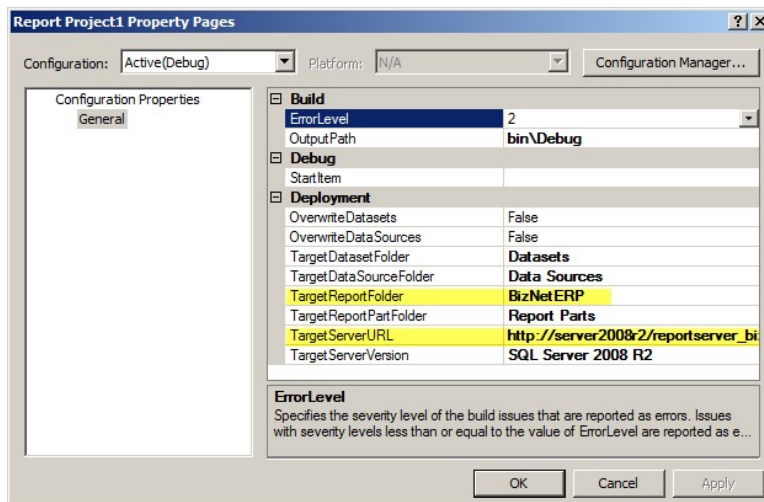 Report Project1 Property Pages
Configuration: Active(Debug) Platform: N/A Configuration Manager...
Configuration Properties
General
Build
ErrorLevel 2
OutputPath bin\Debug
Debug
StartItem
Deployment
OverwriteDatasets False
OverwriteDataSources False
TargetDatasetFolder Datasets
TargetDataSourceFolder Data Sources
TargetReportFolder BizNetERP
TargetReportPartFolder Report Parts
TargetServerURL http://server2008r2/reportserver_bi
TargetServerVersion SQL Server 2008 R2
ErrorLevel
Specifies the severity level of the build issues that are reported as errors. Issues
with severity levels less than or equal to the value of ErrorLevel are reported as e...
OK Cancel Apply